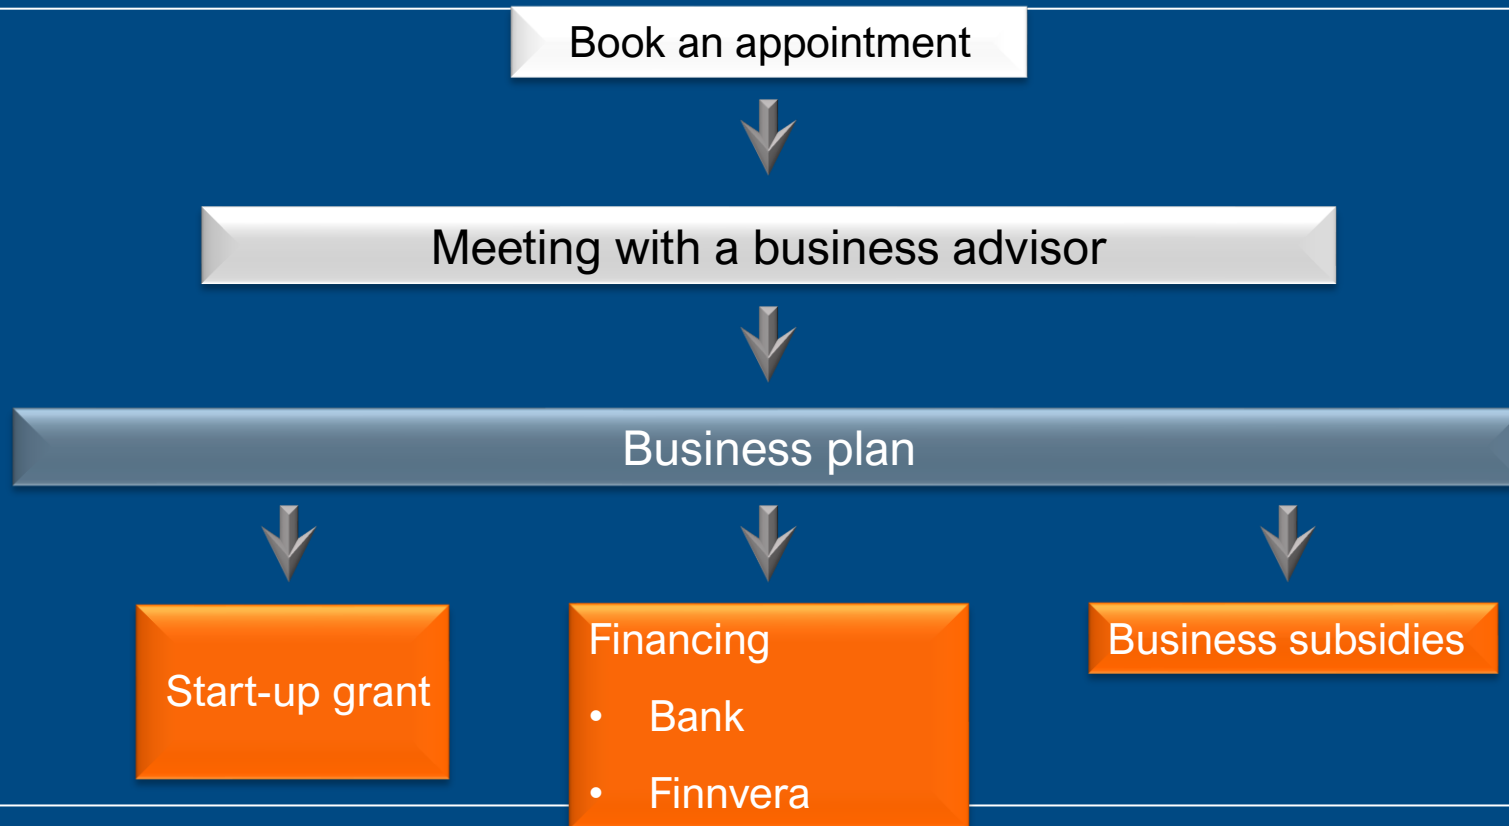 Book an appointment
Meeting with a business advisor
Business plan
Start-up grant
Financing
• Bank
• Finnvera
Business subsidies